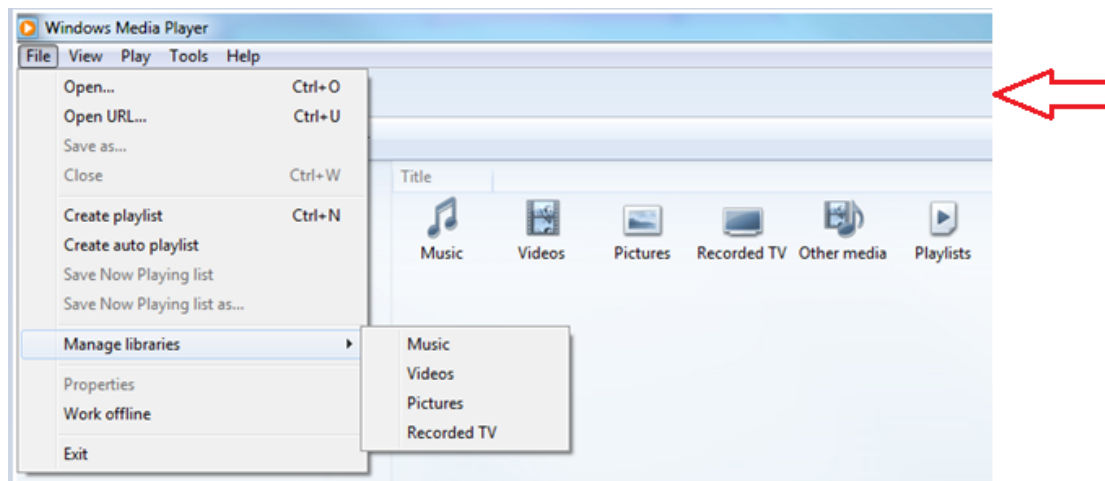 Windows Media Player
File View Play Tools Help
Open... Ctrl+O
Open URL... Ctrl+U
Save as...
Close Ctrl+W
Create playlist Ctrl+N
Create auto playlist
Save Now Playing list
Save Now Playing list as...
Manage libraries
Properties
Work offline
Exit
Music
Videos
Pictures
Recorded TV
Title
Music Videos Pictures Recorded TV Other media Playlists